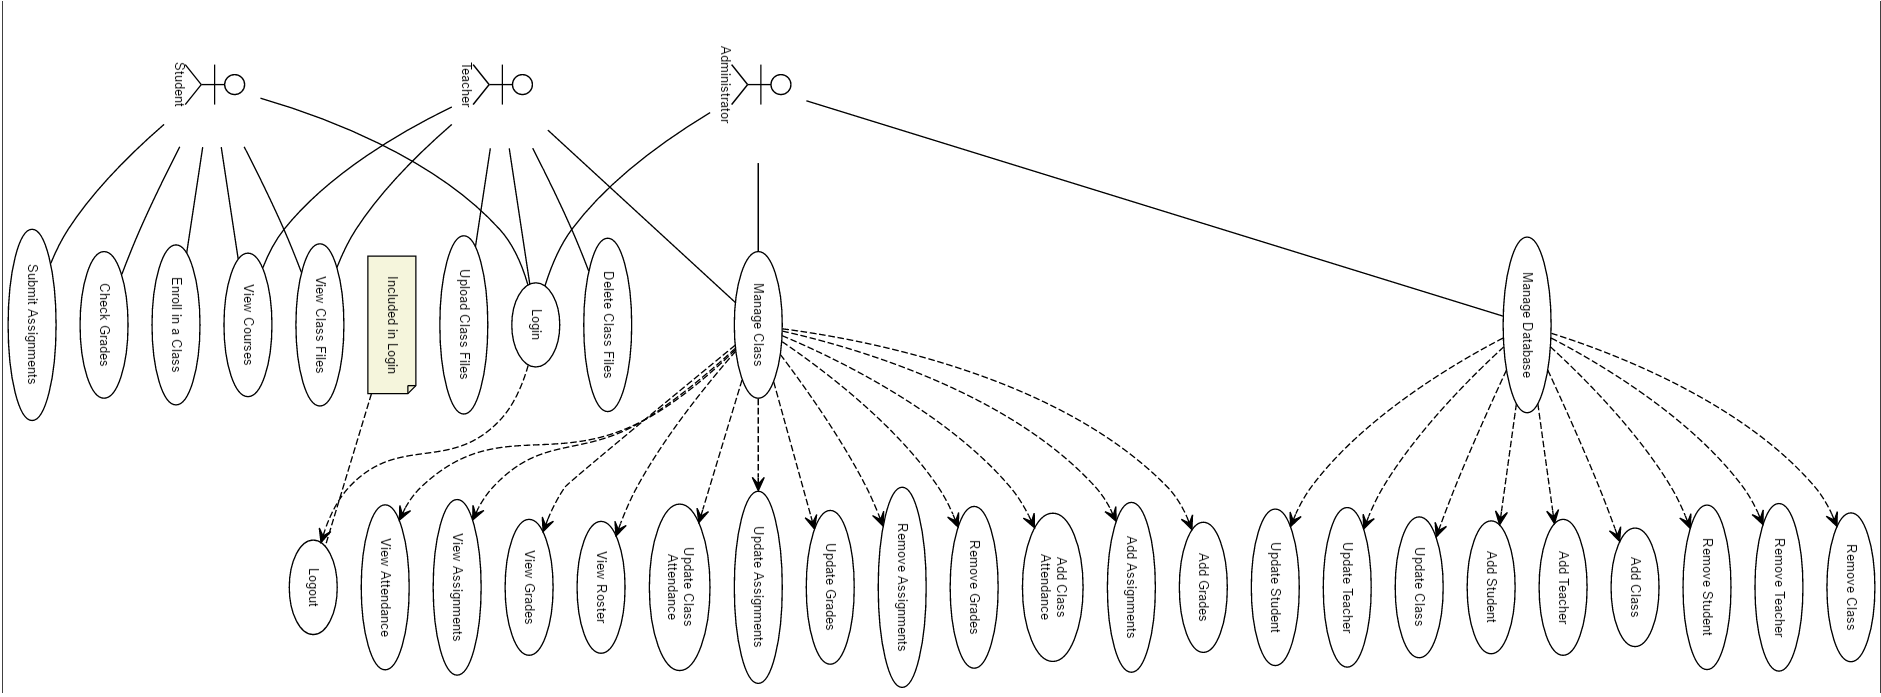 Student
Teacher
Administrator
Submit Assignments
Check Grades
Enroll in a Class
View Courses
View Class Files
Included in Login
Upload Class Files
Login
Delete Class Files
Manage Class
Manage Database
Logout
View Attendance
View Assignments
View Grades
View Roster
Update Class
Attendance
Update Assignments
Update Grades
Remove Assignments
Remove Grades
Add Class
Attendance
Add Assignments
Add Grades
Update Student
Update Teacher
Update Class
Add Student
Add Teacher
Add Class
Remove Student
Remove Teacher
Remove Class